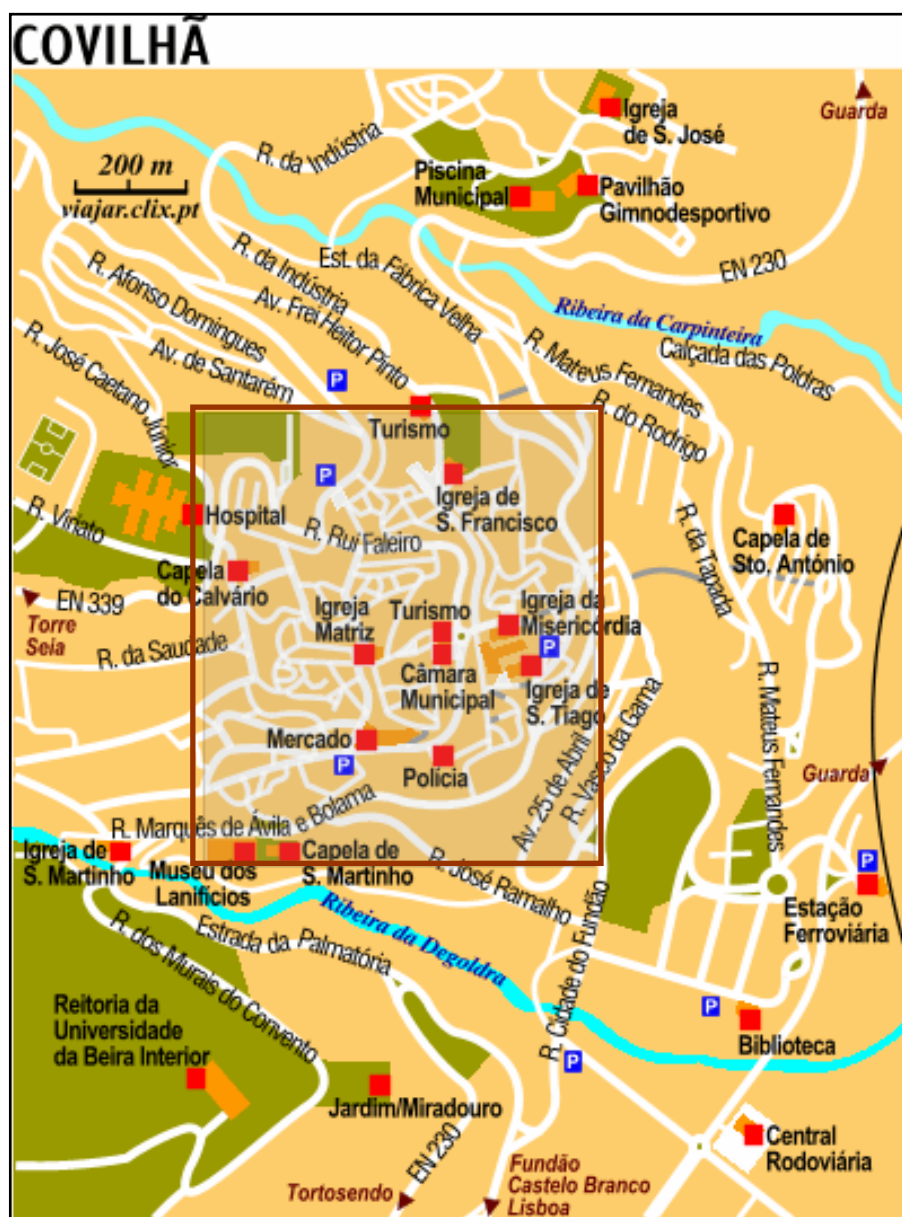 COVILHÃ
Guarda
Igreja
de S. José
R. da Indústria
200 m
viajar.clix.pt
Piscina
Municipal
Pavilhão
Gimnodesportivo
EN 230
R. da Indústria
Est. da Fábrica Velha
R. Afonso Domingues
Av. Frei Heitor Pinto
Ribeira da Carpinteira
Calçada das Poldras
R. José Caetano Júnior
Av. de Santarém
P
R. Mateus Fernandes
R. do Rodrigo
Turismo
P
Igreja de
S. Francisco
R. Viriato
Hospital
R. Rui Faleiro
R. da Tapada
Capela de
Sto. António
Capela
do Calvário
EN 339
Torre
Seia
R. da Saudade
Igreja
Matriz
Turismo
Igreja da
Misericórdia
P
Câmara
Municipal
Igreja de
S. Tiago
R. Vasco da Gama
R. Mateus Fernandes
Mercado
P
Polícia
Av. 25 de Abril
Guarda
R. Marquês de Ávila e Bolama
Igreja de
S. Martinho
Museu dos
Lanifícios
Capela de
S. Martinho
R. José Ramalho
P
Estação
Ferroviária
Ribeira da Degoldra
Estrada da Palmatória
R. dos Murais do Convento
R. Cidade do Fundão
Reitoria da
Universidade
da Beira Interior
P
Biblioteca
P
Jardim/Miradouro
EN 230
Central
Rodoviária
Tortosendo
Fundão
Castelo Branco
Lisboa